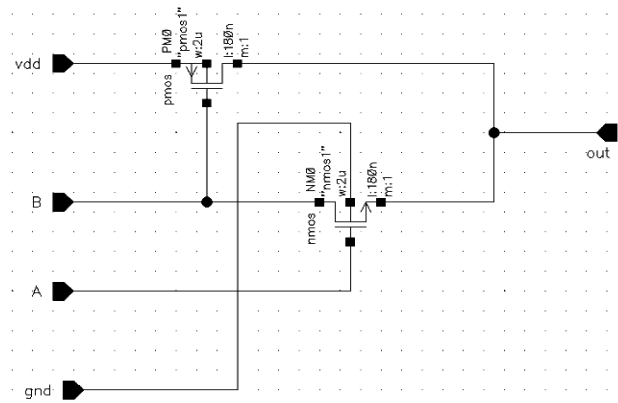 vdd
PM0
"pmos1"
w:2u
l:180n
m:1
pmos
out
B
NM0
"nmos1"
w:2u
l:180n
m:1
nmos
A
gnd